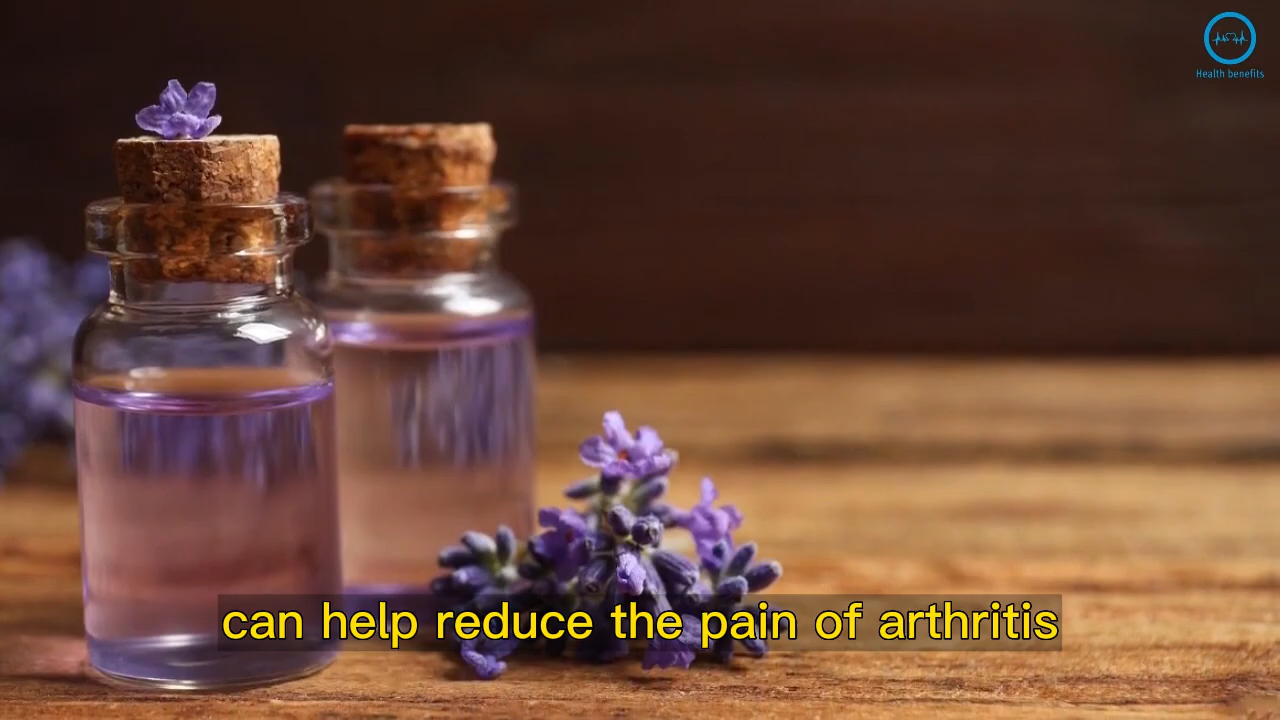 Health benefits
can help reduce the pain of arthritis